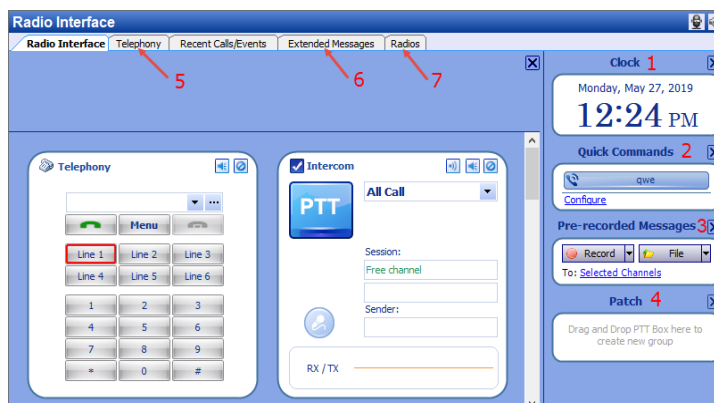 Radio Interface
Radio Interface Telephony Recent Calls/Events Extended Messages Radios
5 6 7
Clock 1
Monday, May 27, 2019
12:24 PM
Quick Commands 2
qwe
Configure
Pre-recorded Messages 3
Record File
To: Selected Channels
Patch 4
Drag and Drop PTT Box here to
create new group
Telephony
Menu
Line 1 Line 2 Line 3
Line 4 Line 5 Line 6
1 2 3
4 5 6
7 8 9
* 0 #
Intercom
PTT
All Call
Session:
Free channel
Sender:
RX / TX